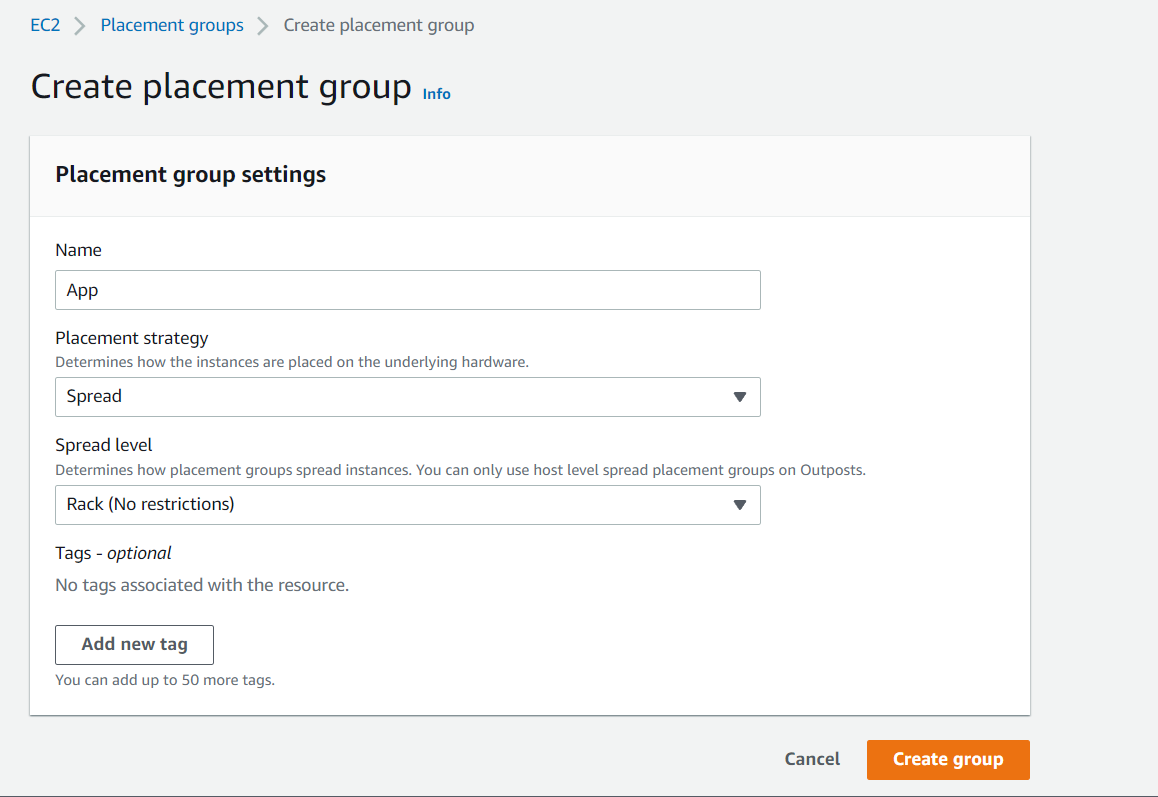 EC2 > Placement groups > Create placement group
Create placement group Info
Placement group settings
Name
App
Placement strategy
Determines how the instances are placed on the underlying hardware.
Spread
Spread level
Determines how placement groups spread instances. You can only use host level spread placement groups on Outposts.
Rack (No restrictions)
Tags - optional
No tags associated with the resource.
Add new tag
You can add up to 50 more tags.
Cancel Create group